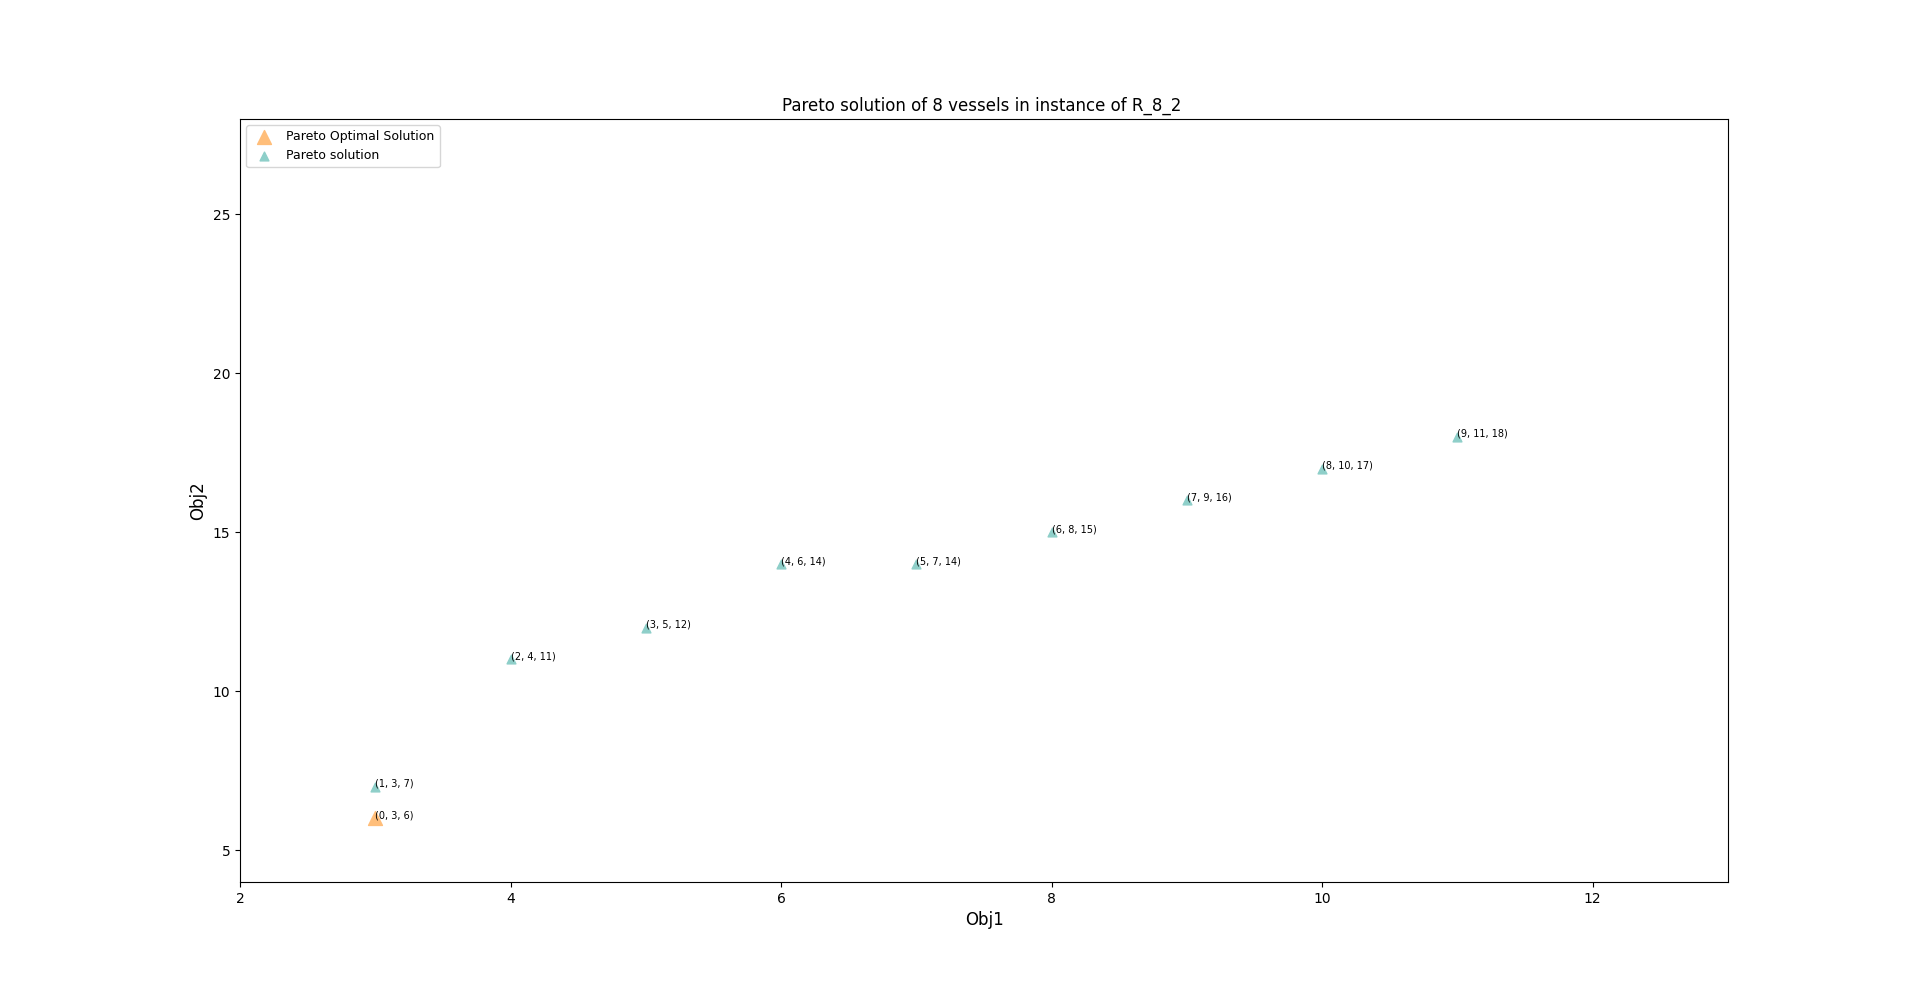 Pareto solution of 8 vessels in instance of R_8_2
Pareto Optimal Solution
Pareto solution
25
20
15
10
5
Obj2
(9, 11, 18)
(8, 10, 17)
(7, 9, 16)
(6, 8, 15)
(4, 6, 14)
(5, 7, 14)
(3, 5, 12)
(2, 4, 11)
(1, 3, 7)
(0, 3, 6)
2
4
6
8
10
12
Obj1